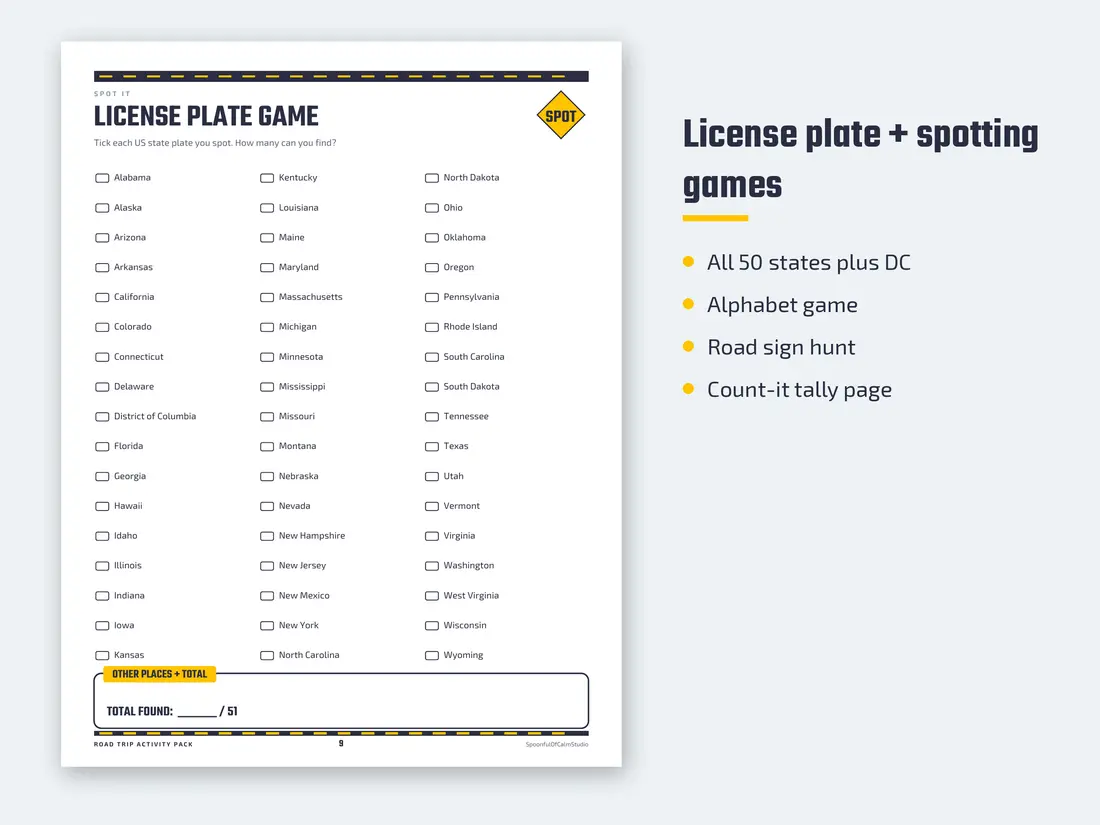 SPOT IT
LICENSE PLATE GAME
SPOT
Tick each US state plate you spot. How many can you find?
Alabama
Alaska
Arizona
Arkansas
California
Colorado
Connecticut
Delaware
District of Columbia
Florida
Georgia
Hawaii
Idaho
Illinois
Indiana
Iowa
Kansas
Kentucky
Louisiana
Maine
Maryland
Massachusetts
Michigan
Minnesota
Mississippi
Missouri
Montana
Nebraska
Nevada
New Hampshire
New Jersey
New Mexico
New York
North Carolina
North Dakota
Ohio
Oklahoma
Oregon
Pennsylvania
Rhode Island
South Carolina
South Dakota
Tennessee
Texas
Utah
Vermont
Virginia
Washington
West Virginia
Wisconsin
Wyoming
OTHER PLACES + TOTAL
TOTAL FOUND: ______ / 51
ROAD TRIP ACTIVITY PACK
9
SpoonfulOfCalmStudio
License plate + spotting
games
All 50 states plus DC
Alphabet game
Road sign hunt
Count-it tally page